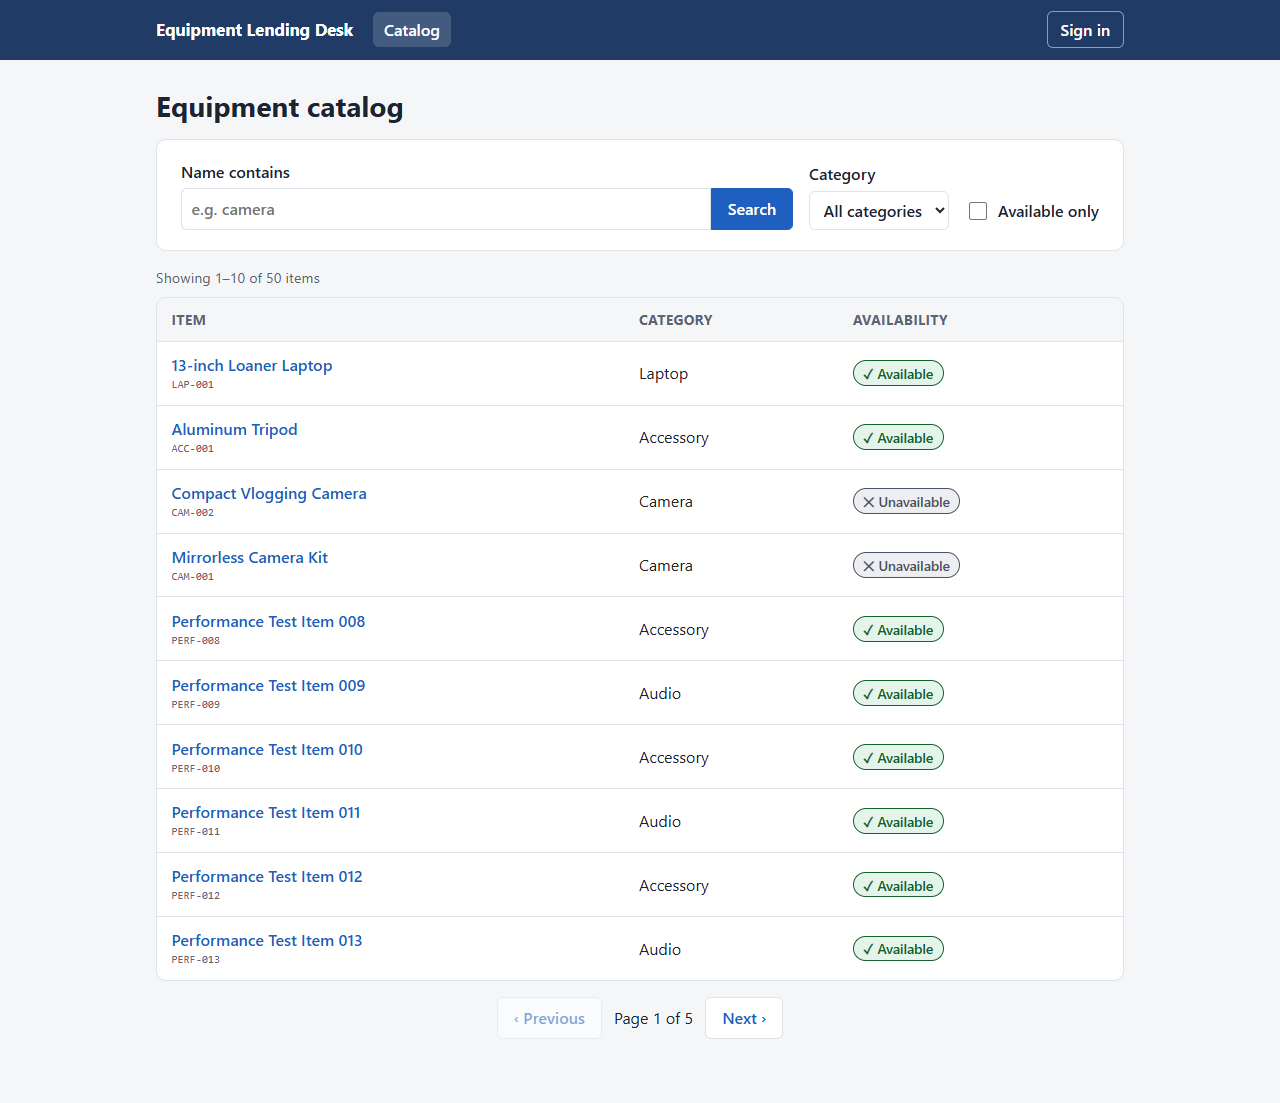 Equipment Lending Desk Catalog Sign in
Equipment catalog
Name contains
Category
e.g. camera Search All categories Available only
Showing 1–10 of 50 items
ITEM CATEGORY AVAILABILITY
13-inch Loaner Laptop
LAP-001
Laptop ✓ Available
Aluminum Tripod
ACC-001
Accessory ✓ Available
Compact Vlogging Camera
CAM-002
Camera ✕ Unavailable
Mirrorless Camera Kit
CAM-001
Camera ✕ Unavailable
Performance Test Item 008
PERF-008
Accessory ✓ Available
Performance Test Item 009
PERF-009
Audio ✓ Available
Performance Test Item 010
PERF-010
Accessory ✓ Available
Performance Test Item 011
PERF-011
Audio ✓ Available
Performance Test Item 012
PERF-012
Accessory ✓ Available
Performance Test Item 013
PERF-013
Audio ✓ Available
‹ Previous Page 1 of 5 Next ›